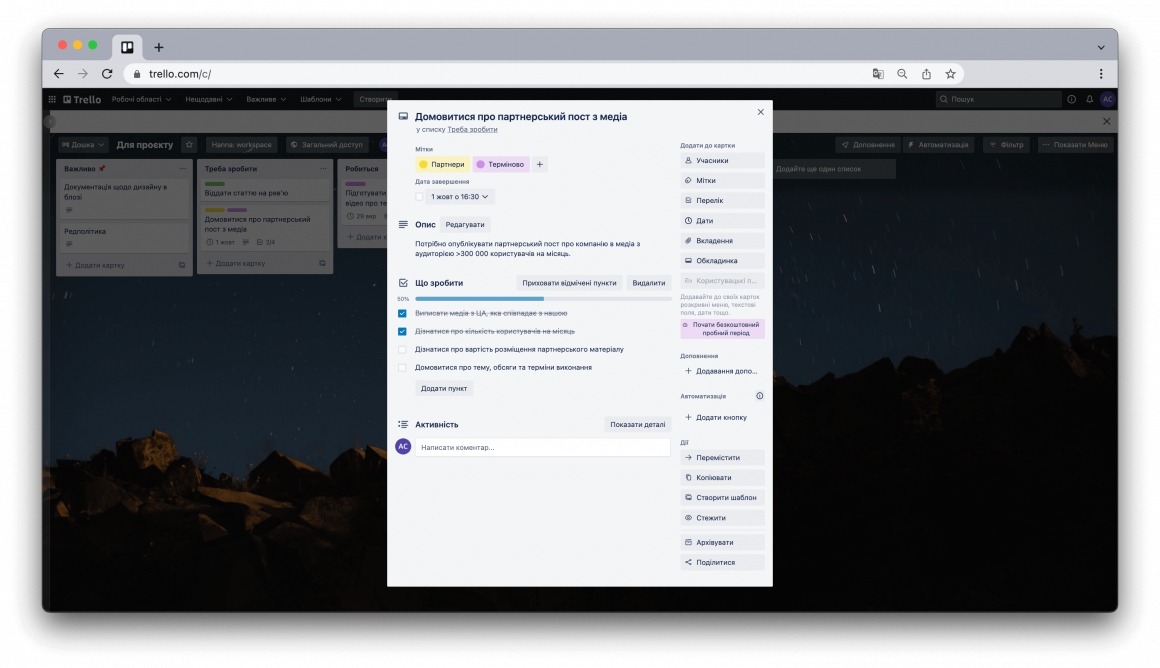 trello.com/c/
Trello
Робочі області
Нещодавні
Важливе
Шаблони
Створити
Пошук
AC
Дошка
Для проєкту
Hanna: workspace
Загальний доступ
Доповнення
Автоматизація
Фільтр
Показати Меню
Важливо
Документація щодо дизайну в
блозі
Редполітика
+ Додати картку
Треба зробити
Віддати статтю на рев'ю
Домовитися про партнерський
пост з медіа
1 жовт
2/4
+ Додати картку
Робиться
Підготувати
відео про те
29 вер
+ Додати к
Додайте ще один список
Домовитися про партнерський пост з медіа
у списку Треба зробити
Мітки
Партнери
Терміново
+
Дата завершення
1 жовт о 16:30
Опис
Редагувати
Потрібно опублікувати партнерський пост про компанію в медіа з
аудиторією >300 000 користувачів на місяць.
Що зробити
Приховати відмічені пункти
Видалити
50%
Виписати медіа з ЦА, яка співпадає з нашою
Дізнатися про кількість користувачів на місяць
Дізнатися про вартість розміщення партнерського матеріалу
Домовитися про тему, обсяги та терміни виконання
Додати пункт
Активність
Показати деталі
AC
Написати коментар...
Додати до картки
Учасники
Мітки
Перелік
Дати
Вкладення
Обкладинка
Користувацькі п...
Додавайте до своїх карток
розкривні меню, текстові
поля, дати тощо.
Почати безкоштовний
пробний період
Доповнення
+ Додавання допо...
Автоматизація
+ Додати кнопку
Дії
Перемістити
Копіювати
Створити шаблон
Стежити
Архівувати
Поділитися